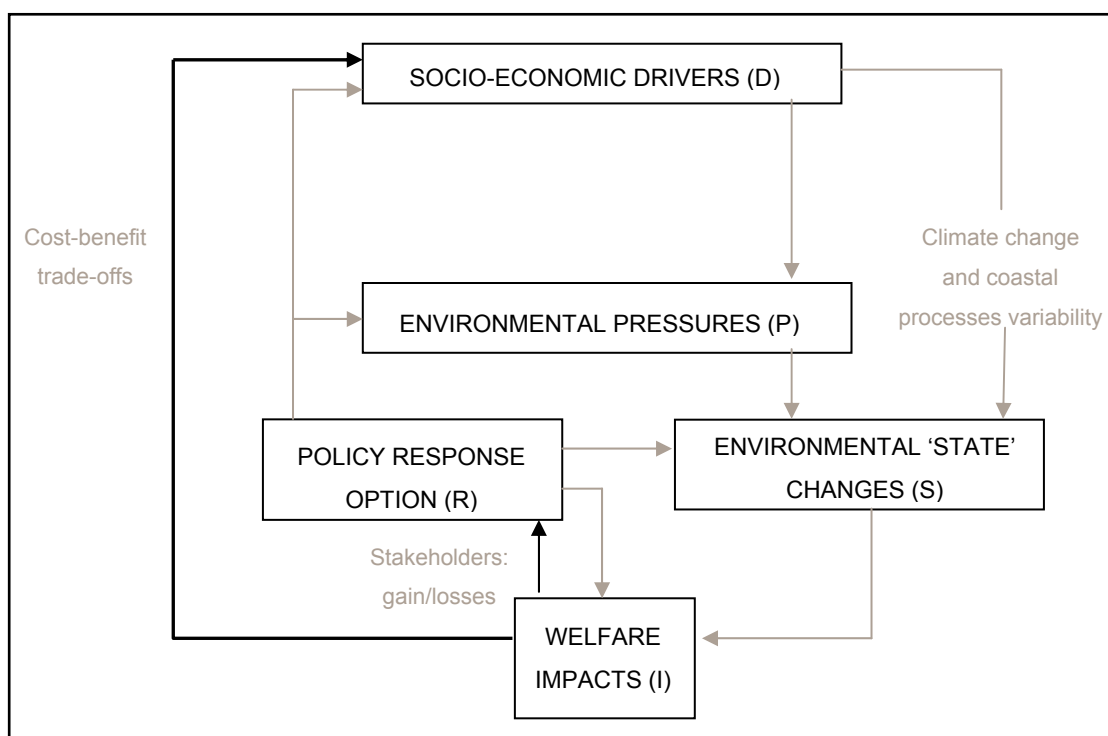 SOCIO-ECONOMIC DRIVERS (D)
Cost-benefit
trade-offs
Climate change
and coastal
processes variability
ENVIRONMENTAL PRESSURES (P)
POLICY RESPONSE
OPTION (R)
ENVIRONMENTAL ‘STATE’
CHANGES (S)
Stakeholders:
gain/losses
WELFARE
IMPACTS (I)